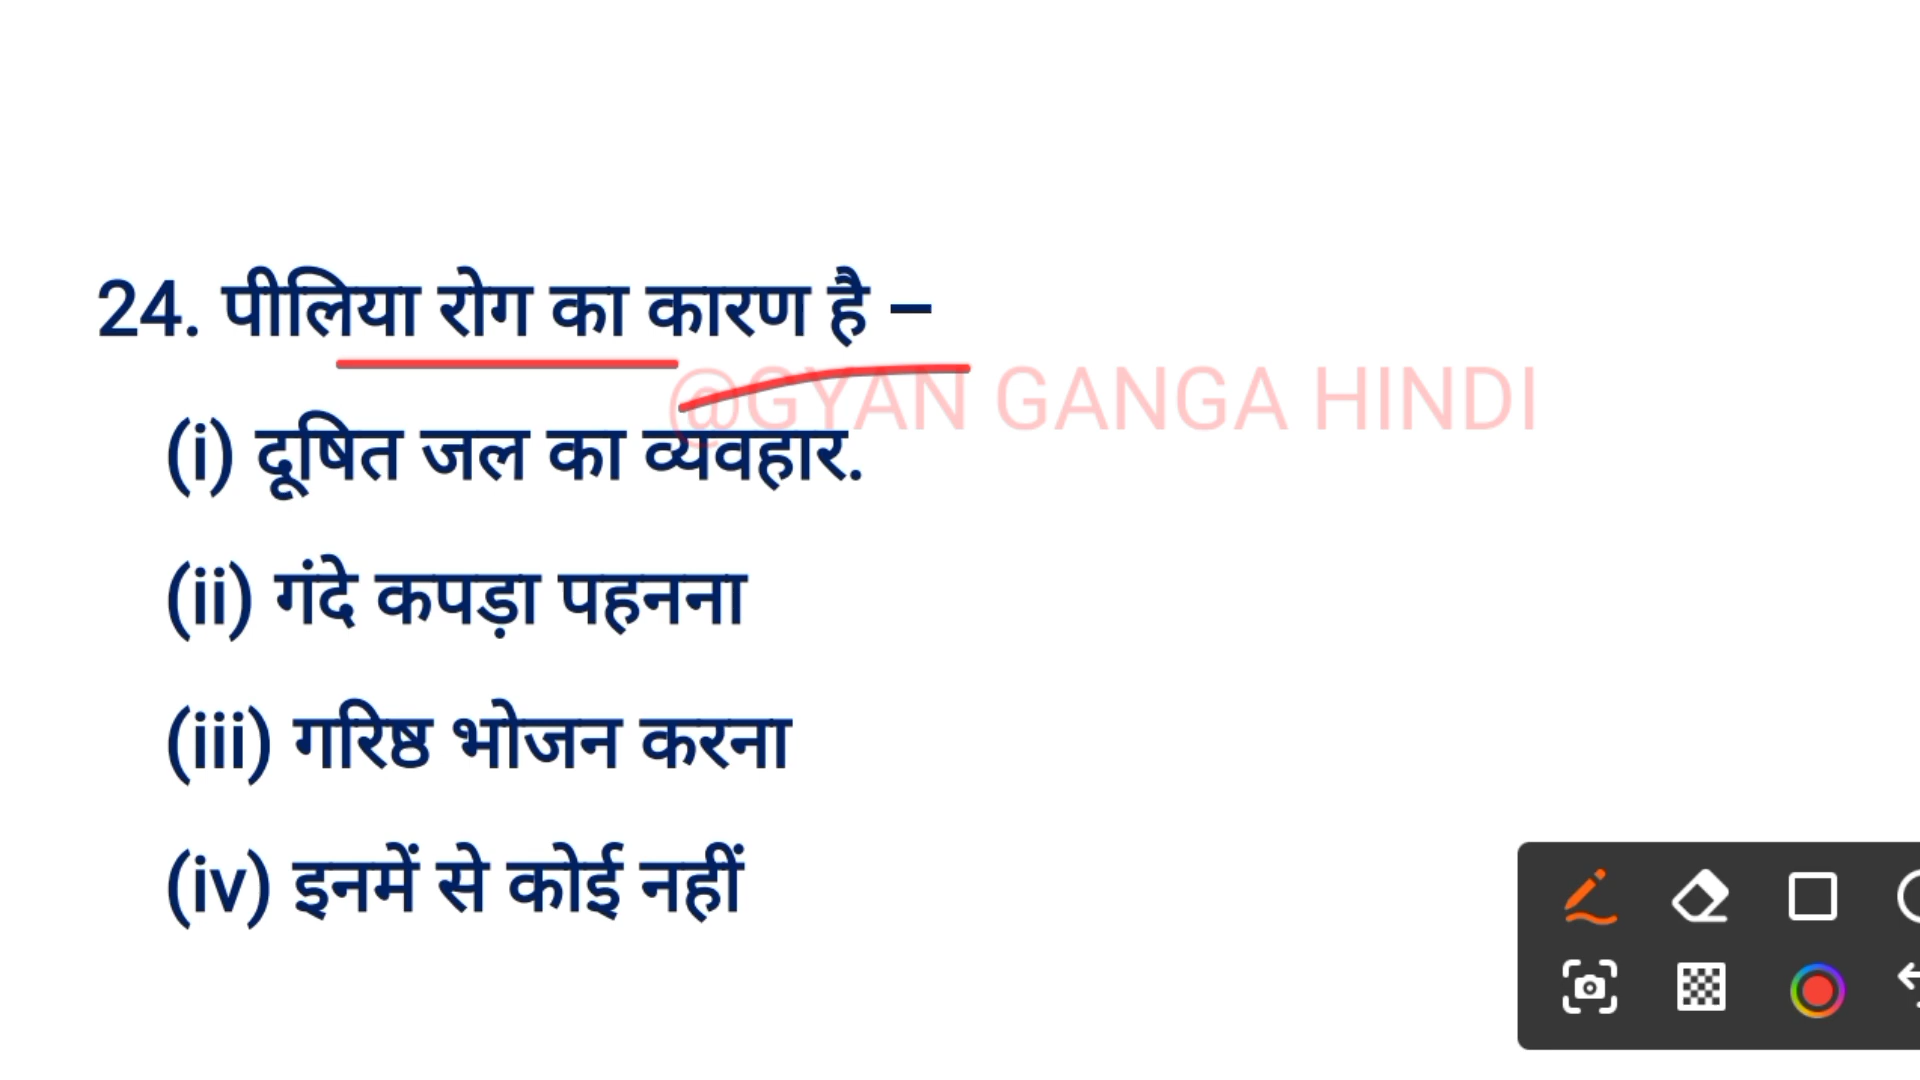 24. पीलिया रोग का कारण है –
@GYAN GANGA HINDI
(i) दूषित जल का व्यवहार.
(ii) गंदे कपड़ा पहनना
(iii) गरिष्ठ भोजन करना
(iv) इनमें से कोई नहीं